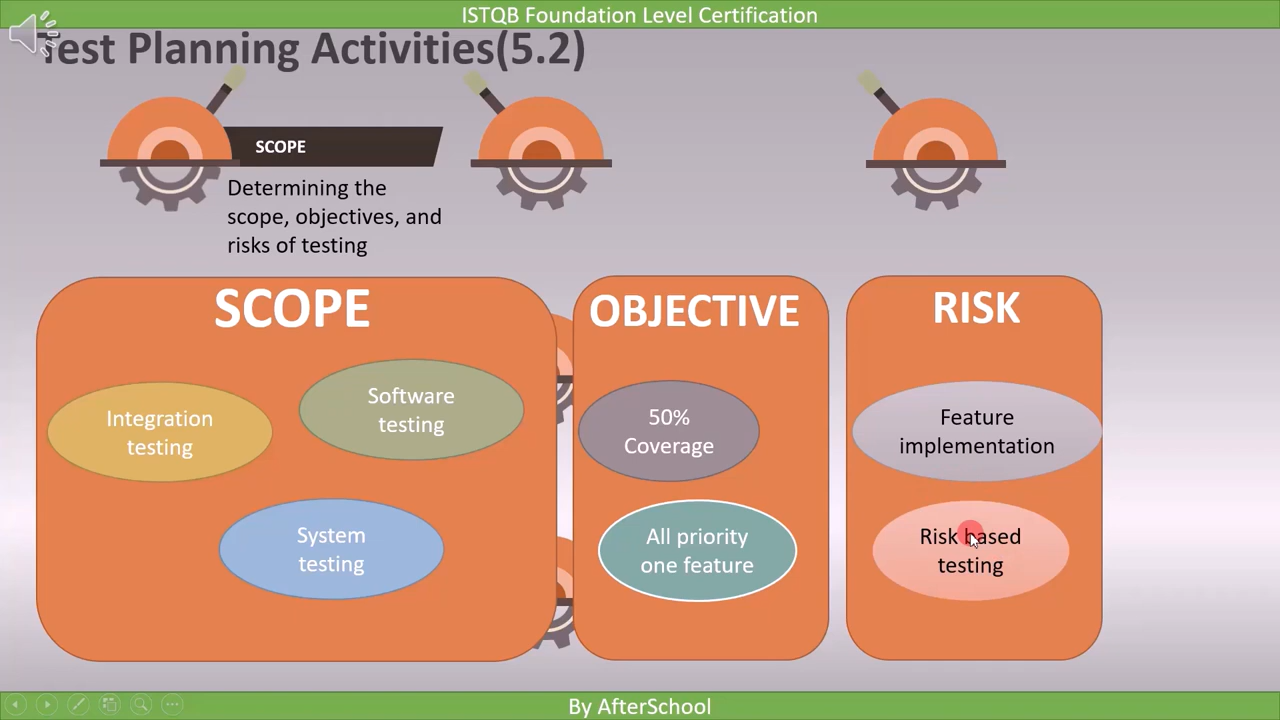 ISTQB Foundation Level Certification
Test Planning Activities(5.2)
SCOPE
Determining the
scope, objectives, and
risks of testing
SCOPE
Integration
testing
Software
testing
System
testing
OBJECTIVE
50%
Coverage
All priority
one feature
RISK
Feature
implementation
Risk based
testing
By AfterSchool